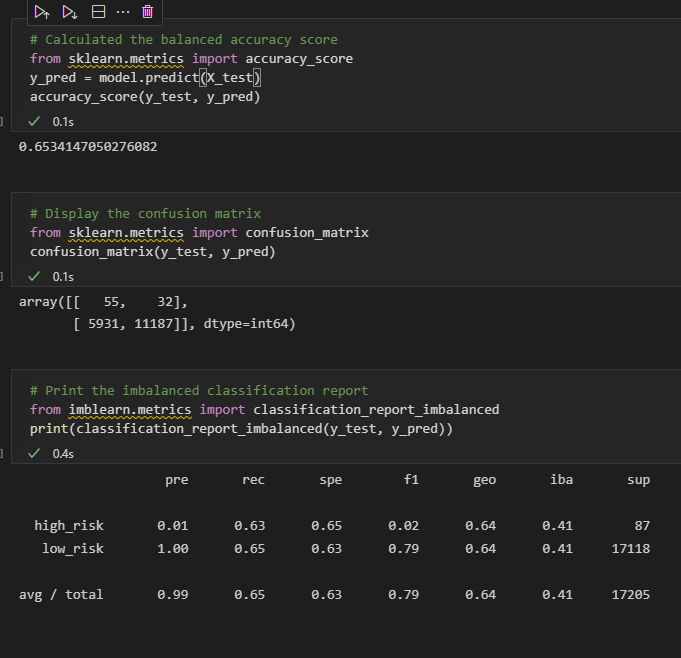 # Calculated the balanced accuracy score
from sklearn.metrics import accuracy_score
y_pred = model.predict(X_test)
accuracy_score(y_test, y_pred)
0.1s
0.6534147050276082
# Display the confusion matrix
from sklearn.metrics import confusion_matrix
confusion_matrix(y_test, y_pred)
0.1s
array([[   55,    32],
       [ 5931, 11187]], dtype=int64)
# Print the imbalanced classification report
from imblearn.metrics import classification_report_imbalanced
print(classification_report_imbalanced(y_test, y_pred))
0.4s
pre rec spe f1 geo iba sup
high_risk 0.01 0.63 0.65 0.02 0.64 0.41 87
low_risk 1.00 0.65 0.63 0.79 0.64 0.41 17118
avg / total 0.99 0.65 0.63 0.79 0.64 0.41 17205